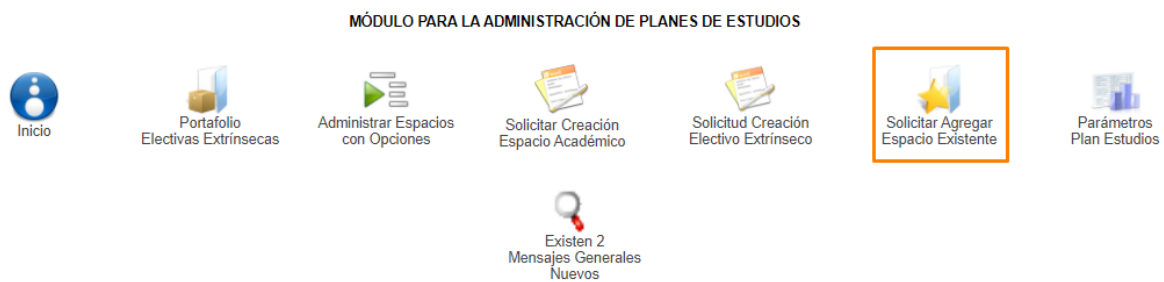 MÓDULO PARA LA ADMINISTRACIÓN DE PLANES DE ESTUDIOS
Inicio
Portafolio
Electivas Extrínsecas
Administrar Espacios
con Opciones
Solicitar Creación
Espacio Académico
Solicitud Creación
Electivo Extrínseco
Solicitar Agregar
Espacio Existente
Parámetros
Plan Estudios
Existen 2
Mensajes Generales
Nuevos